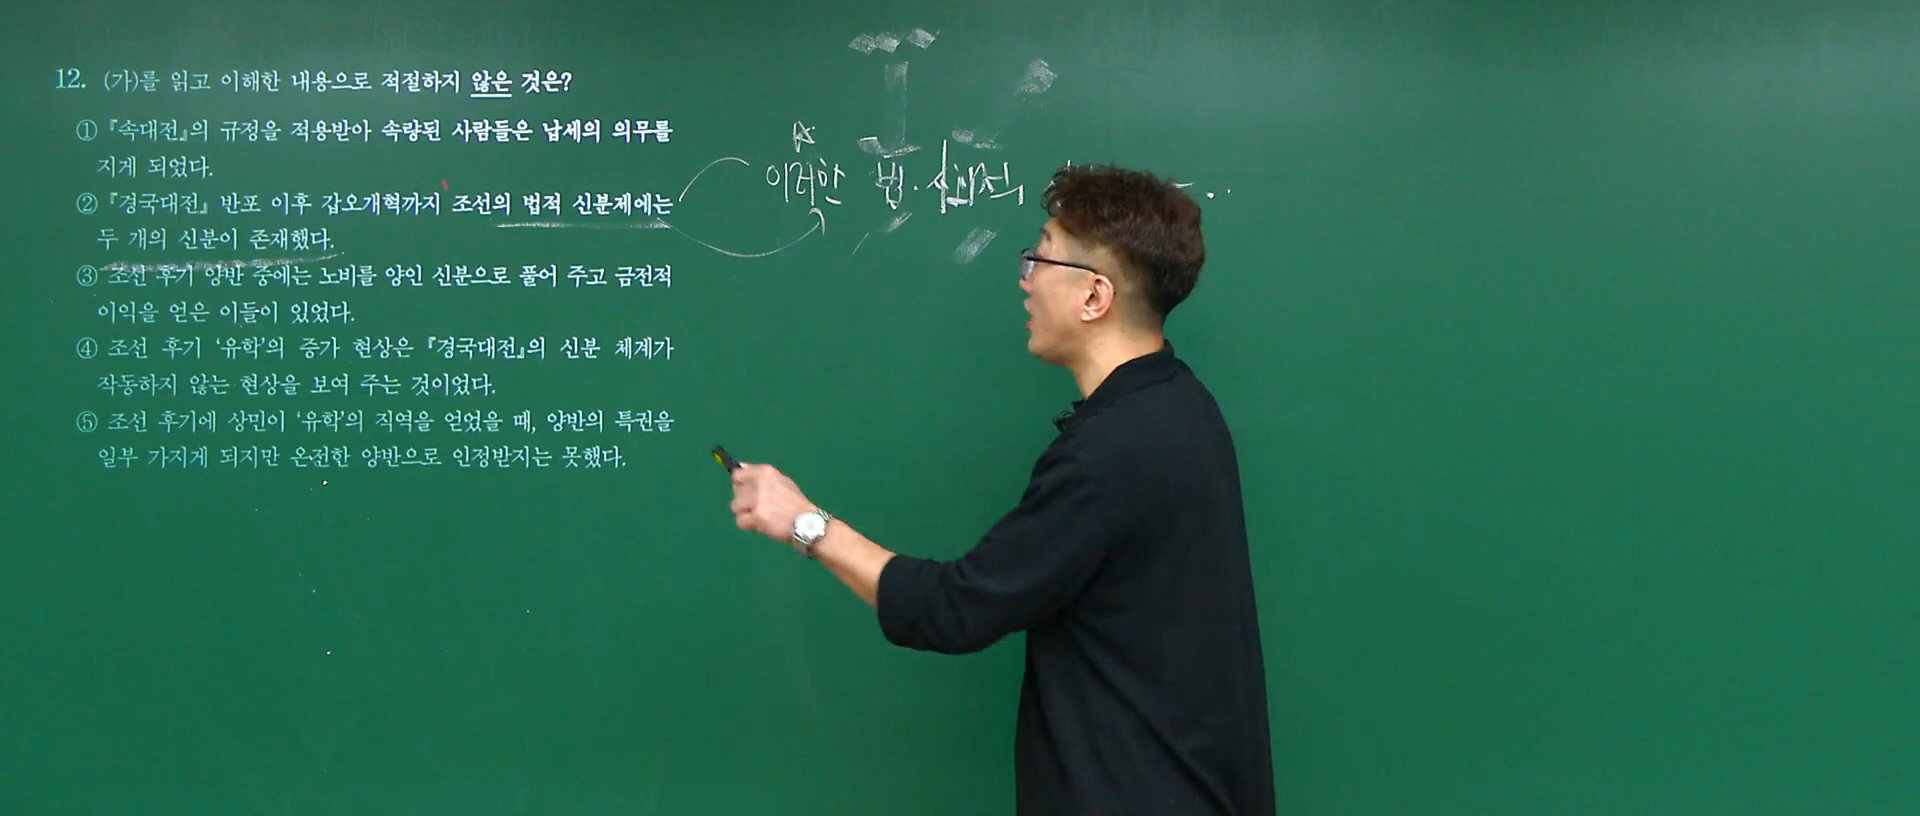 12. (가)를 읽고 이해한 내용으로 적절하지 않은 것은?
① 『속대전』의 규정을 적용받아 속량된 사람들은 납세의 의무를
지게 되었다.
② 『경국대전』 반포 이후 갑오개혁까지 조선의 법적 신분제에는
두 개의 신분이 존재했다.
③ 조선 후기 양반 중에는 노비를 양인 신분으로 풀어 주고 금전적
이익을 얻은 이들이 있었다.
④ 조선 후기 ‘유학’의 증가 현상은 『경국대전』의 신분 체계가
작동하지 않는 현상을 보여 주는 것이었다.
⑤ 조선 후기에 상민이 ‘유학’의 직역을 얻었을 때, 양반의 특권을
일부 가지게 되지만 온전한 양반으로 인정받지는 못했다.
이러한 법.